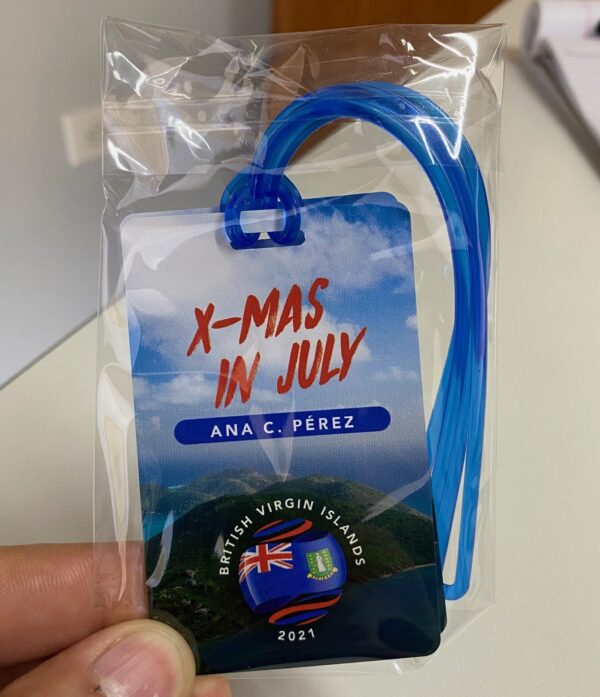 X-MAS
IN JULY
ANA C. PÉREZ
BRITISH VIRGIN ISLANDS
2021